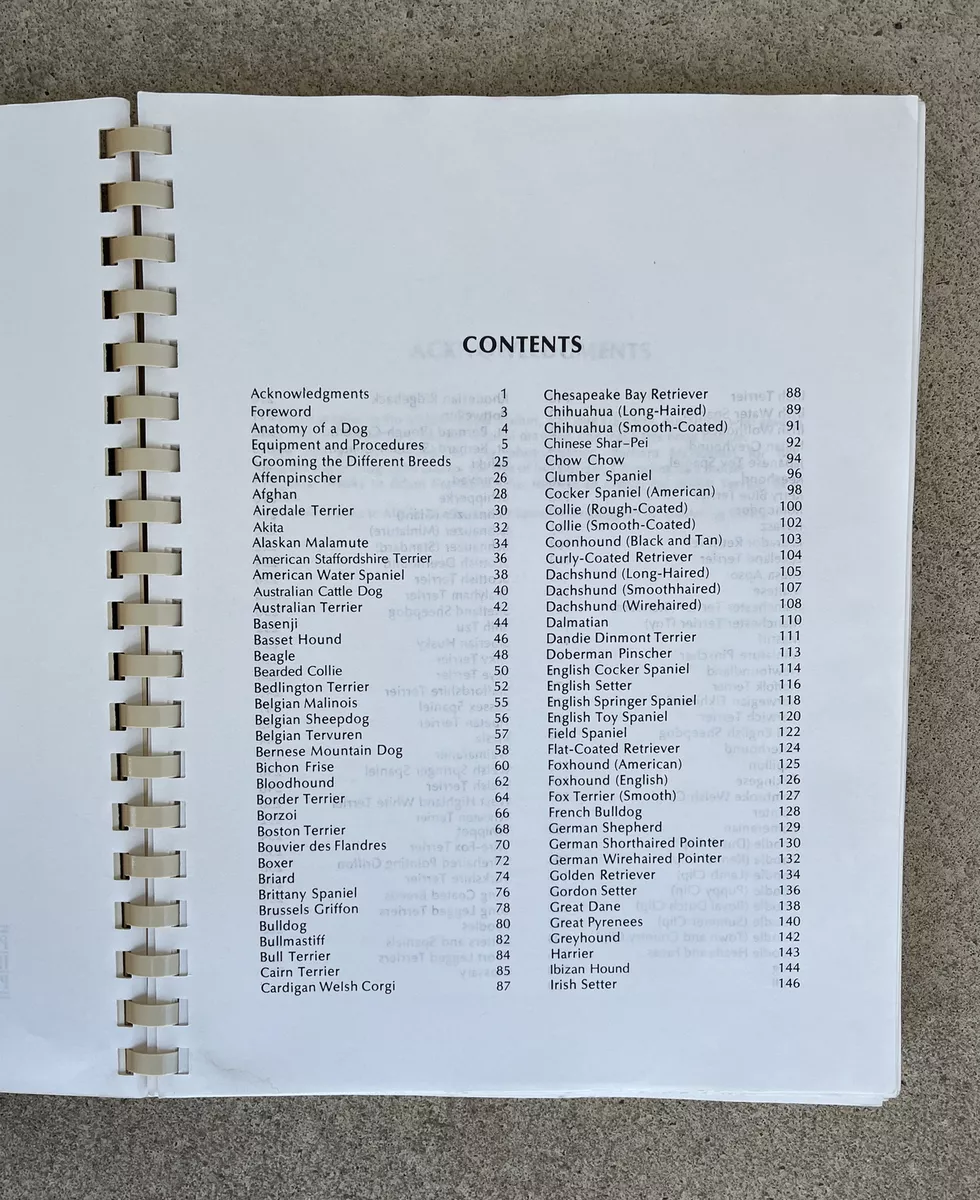 CONTENTS
Acknowledgments 1
Foreword 3
Anatomy of a Dog 4
Equipment and Procedures 5
Grooming the Different Breeds 25
Affenpinscher 26
Afghan 28
Airedale Terrier 30
Akita 32
Alaskan Malamute 34
American Staffordshire Terrier 36
American Water Spaniel 38
Australian Cattle Dog 40
Australian Terrier 42
Basenji 44
Basset Hound 46
Beagle 48
Bearded Collie 50
Bedlington Terrier 52
Belgian Malinois 55
Belgian Sheepdog 56
Belgian Tervuren 57
Bernese Mountain Dog 58
Bichon Frise 60
Bloodhound 62
Border Terrier 64
Borzoi 66
Boston Terrier 68
Bouvier des Flandres 70
Boxer 72
Briard 74
Brittany Spaniel 76
Brussels Griffon 78
Bulldog 80
Bullmastiff 82
Bull Terrier 84
Cairn Terrier 85
Cardigan Welsh Corgi 87
Chesapeake Bay Retriever 88
Chihuahua (Long-Haired) 89
Chihuahua (Smooth-Coated) 91
Chinese Shar-Pei 92
Chow Chow 94
Clumber Spaniel 96
Cocker Spaniel (American) 98
Collie (Rough-Coated) 100
Collie (Smooth-Coated) 102
Coonhound (Black and Tan) 103
Curly-Coated Retriever 104
Dachshund (Long-Haired) 105
Dachshund (Smoothhaired) 107
Dachshund (Wirehaired) 108
Dalmatian 110
Dandie Dinmont Terrier 111
Doberman Pinscher 113
English Cocker Spaniel 114
English Setter 116
English Springer Spaniel 118
English Toy Spaniel 120
Field Spaniel 122
Flat-Coated Retriever 124
Foxhound (American) 125
Foxhound (English) 126
Fox Terrier (Smooth) 127
French Bulldog 128
German Shepherd 129
German Shorthaired Pointer 130
German Wirehaired Pointer 132
Golden Retriever 134
Gordon Setter 136
Great Dane 138
Great Pyrenees 140
Greyhound 142
Harrier 143
Ibizan Hound 144
Irish Setter 146